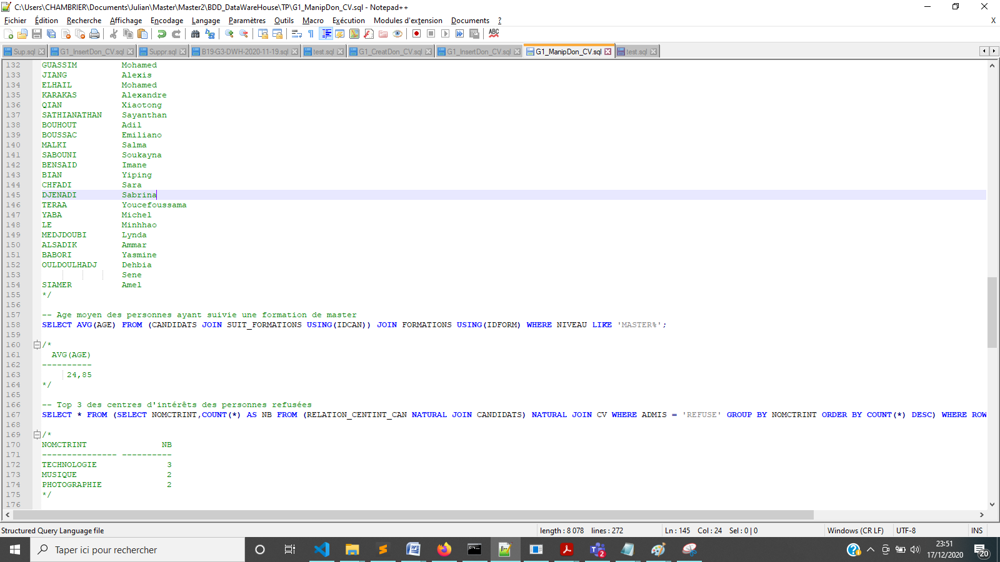 C:\Users\CHAMBRIER\Documents\Julian\Master\Master2\BDD_DataWareHouse\TP\G1_ManipDon_CV.sql - Notepad++
Fichier Édition Recherche Affichage Encodage Langage Paramètres Outils Macro Exécution Modules d'extension Documents ? X
Sup.sql G1_InsertDon_CV.sql Suppr.sql B19-G3-DWH-2020-11-19.sql test.sql G1_CreatDon_CV.sql G1_InsertDon_CV.sql G1_ManipDon_CV.sql test.sql
132 GUASSIM Mohamed
133 JIANG Alexis
134 ELHAIL Mohamed
135 KARAKAS Alexandre
136 QIAN Xiaotong
137 SATHIANATHAN Sayanthan
138 BOUHOUT Adil
139 BOUSSAC Emiliano
140 MALKI Salma
141 SABOUNI Soukayna
142 BENSAID Imane
143 BIAN Yiping
144 CHFADI Sara
145 DJENADI Sabrina
146 TERAA Youcefoussama
147 YABA Michel
148 LE Minhhao
149 MEDJDOUBI Lynda
150 ALSADIK Ammar
151 BABORI Yasmine
152 OULDOULHADJ Dehbia
153 Sene
154 SIAMER Amel
155 */
156
157 -- Age moyen des personnes ayant suivie une formation de master
158 SELECT AVG(AGE) FROM (CANDIDATS JOIN SUIT_FORMATIONS USING(IDCAN)) JOIN FORMATIONS USING(IDFORM) WHERE NIVEAU LIKE 'MASTER%';
159
160 /*
161 AVG(AGE)
162 ----------
163 24,85
164 */
165
166 -- Top 3 des centres d'intérêts des personnes refusées
167 SELECT * FROM (SELECT NOMCTRINT,COUNT(*) AS NB FROM (RELATION_CENTINT_CAN NATURAL JOIN CANDIDATS) NATURAL JOIN CV WHERE ADMIS = 'REFUSE' GROUP BY NOMCTRINT ORDER BY COUNT(*) DESC) WHERE ROW
168
169 /*
170 NOMCTRINT NB
171 --------------- ----------
172 TECHNOLOGIE 3
173 MUSIQUE 2
174 PHOTOGRAPHIE 2
175 */
176
Structured Query Language file length : 8 078 lines : 272 Ln : 145 Col : 24 Sel : 0 | 0 Windows (CR LF) UTF-8 INS
Taper ici pour rechercher
23:51
17/12/2020
2
20